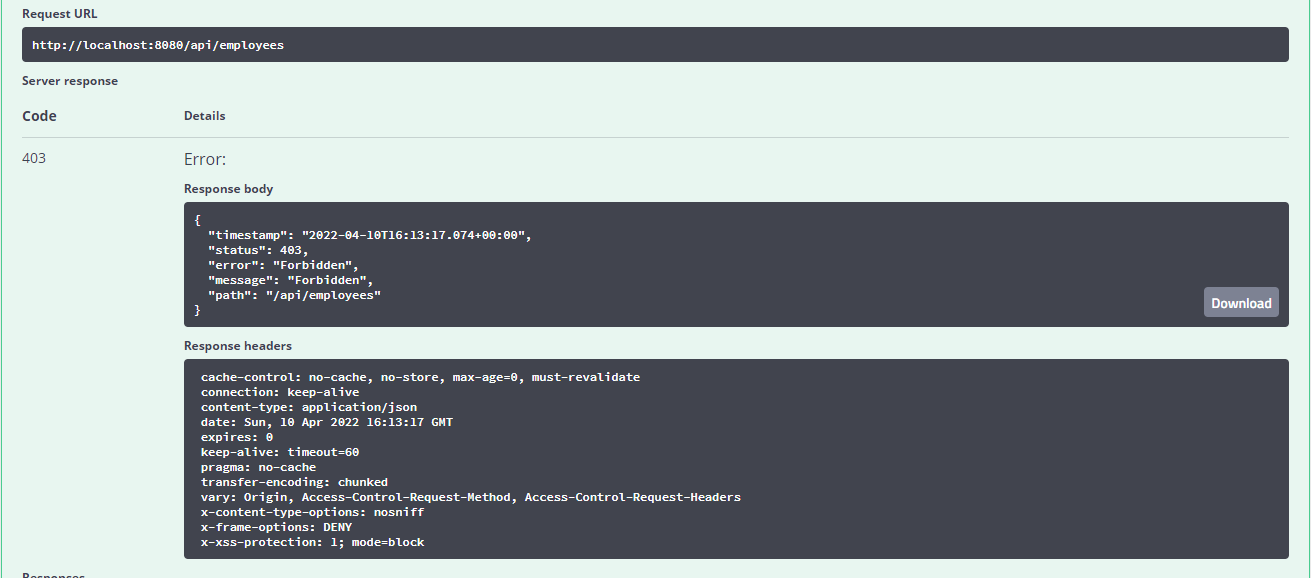 Request URL
http://localhost:8080/api/employees
Server response
Code Details
403 Error:
Response body
{
"timestamp": "2022-04-10T16:13:17.074+00:00",
"status": 403,
"error": "Forbidden",
"message": "Forbidden",
"path": "/api/employees"
}
Download
Response headers
cache-control: no-cache, no-store, max-age=0, must-revalidate
connection: keep-alive
content-type: application/json
date: Sun, 10 Apr 2022 16:13:17 GMT
expires: 0
keep-alive: timeout=60
pragma: no-cache
transfer-encoding: chunked
vary: Origin, Access-Control-Request-Method, Access-Control-Request-Headers
x-content-type-options: nosniff
x-frame-options: DENY
x-xss-protection: 1; mode=block
Responses